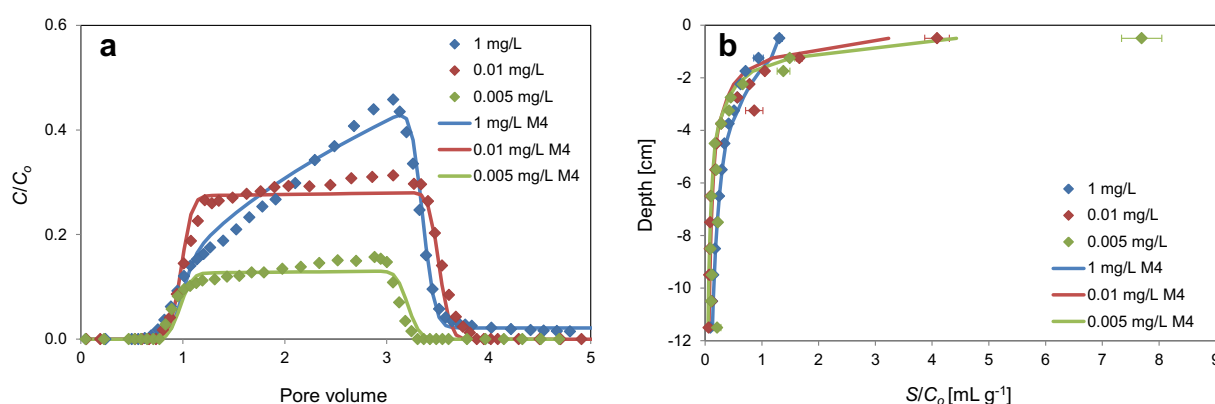 a
C/Co
0.6
0.4
0.2
0.0
1 mg/L
0.01 mg/L
0.005 mg/L
1 mg/L M4
0.01 mg/L M4
0.005 mg/L M4
0 1 2 3 4 5
Pore volume
b
Depth [cm]
0
-2
-4
-6
-8
-10
-12
1 mg/L
0.01 mg/L
0.005 mg/L
1 mg/L M4
0.01 mg/L M4
0.005 mg/L M4
0 1 2 3 4 5 6 7 8 9
S/Co [mL g⁻¹]